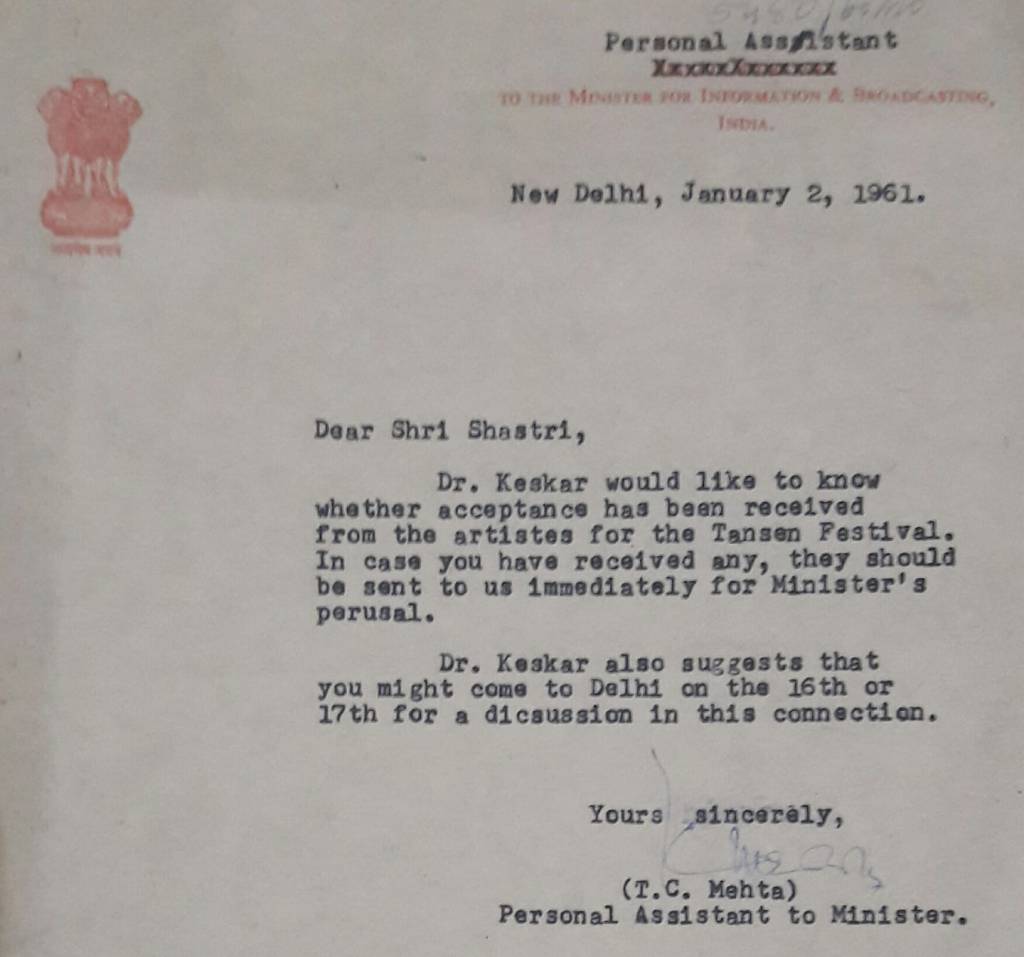 Personal Assistant
XxxxxXxxxxxx
TO THE MINISTER FOR INFORMATION & BROADCASTING,
INDIA.
New Delhi, January 2, 1961.
Dear Shri Shastri,
Dr. Keskar would like to know
whether acceptance has been received
from the artistes for the Tansen Festival.
In case you have received any, they should
be sent to us immediately for Minister's
perusal.
Dr. Keskar also suggests that
you might come to Delhi on the 16th or
17th for a dicsussion in this connection.
Yours sincerely,
(T.C. Mehta)
Personal Assistant to Minister.